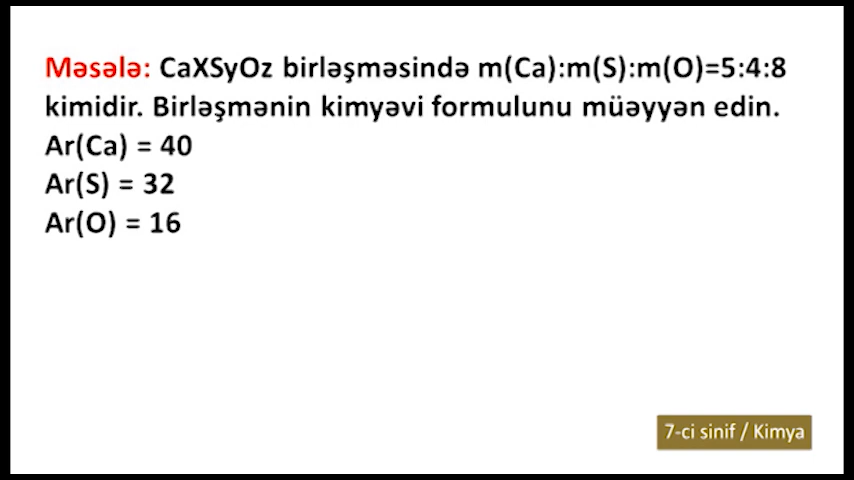 Məsələ: CaXSyOz birləşməsində m(Ca):m(S):m(O)=5:4:8
kimidir. Birləşmənin kimyəvi formulunu müəyyən edin.
Ar(Ca) = 40
Ar(S) = 32
Ar(O) = 16
7-ci sinif / Kimya